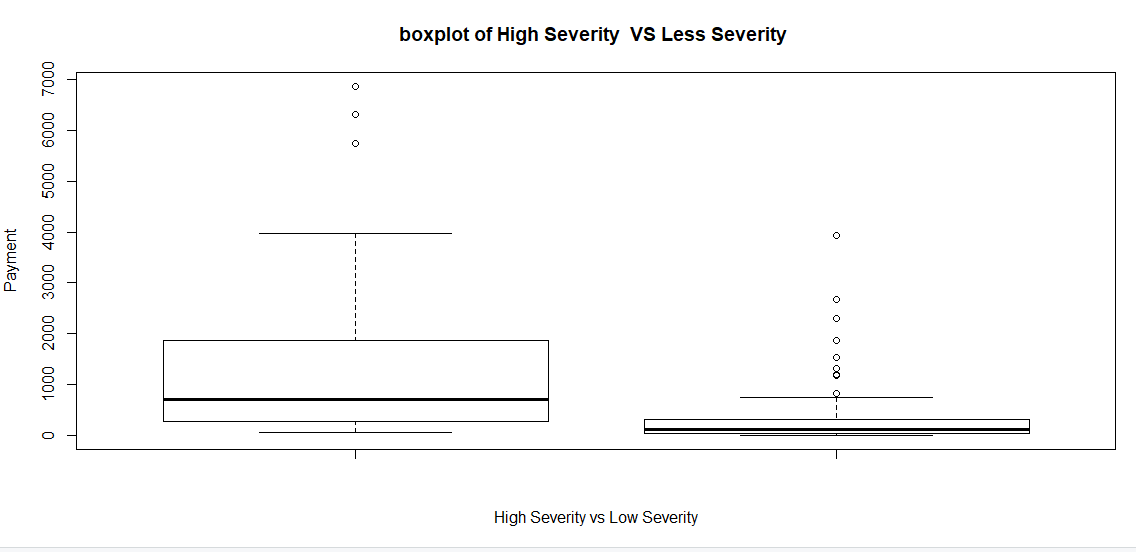 boxplot of High Severity  VS Less Severity
Payment
7000
6000
5000
4000
3000
2000
1000
0
High Severity vs Low Severity